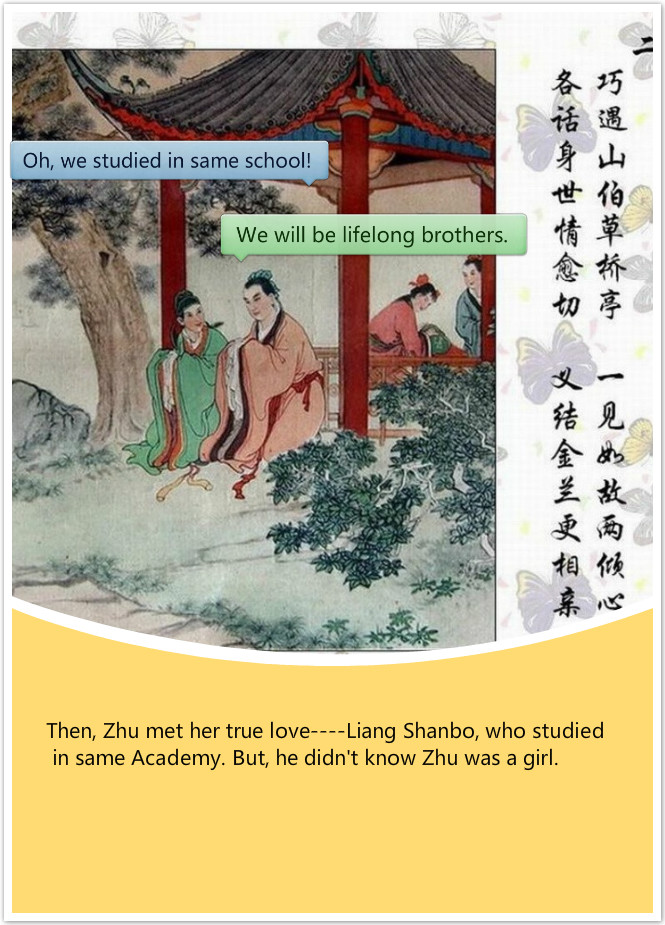 Oh, we studied in same school!
We will be lifelong brothers.
二
巧遇山伯草桥亭 一见如故两倾心
各话身世情愈切 义结金兰更相亲
Then, Zhu met her true love----Liang Shanbo, who studied
in same Academy. But, he didn't know Zhu was a girl.